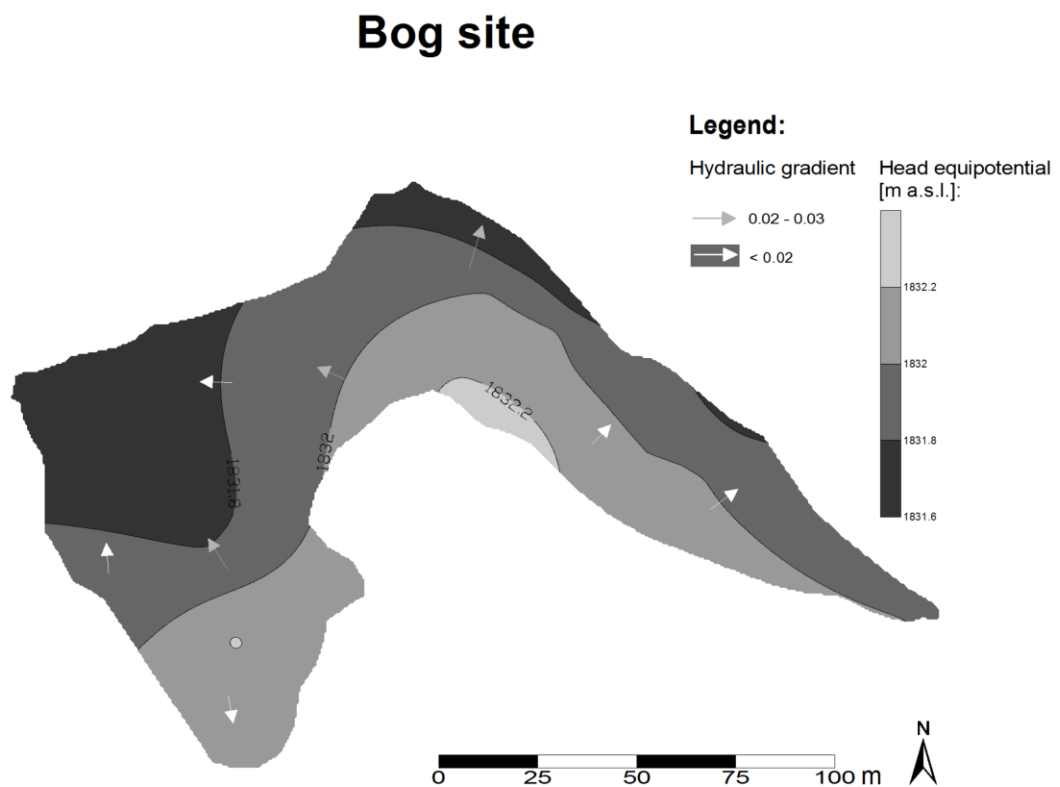 Bog site
Legend:
Hydraulic gradient
0.02 - 0.03
< 0.02
Head equipotential
[m a.s.l.]:
1832.2
1832
1831.8
1831.6
1832.2
1832
1831.8
N
0 25 50 75 100 m